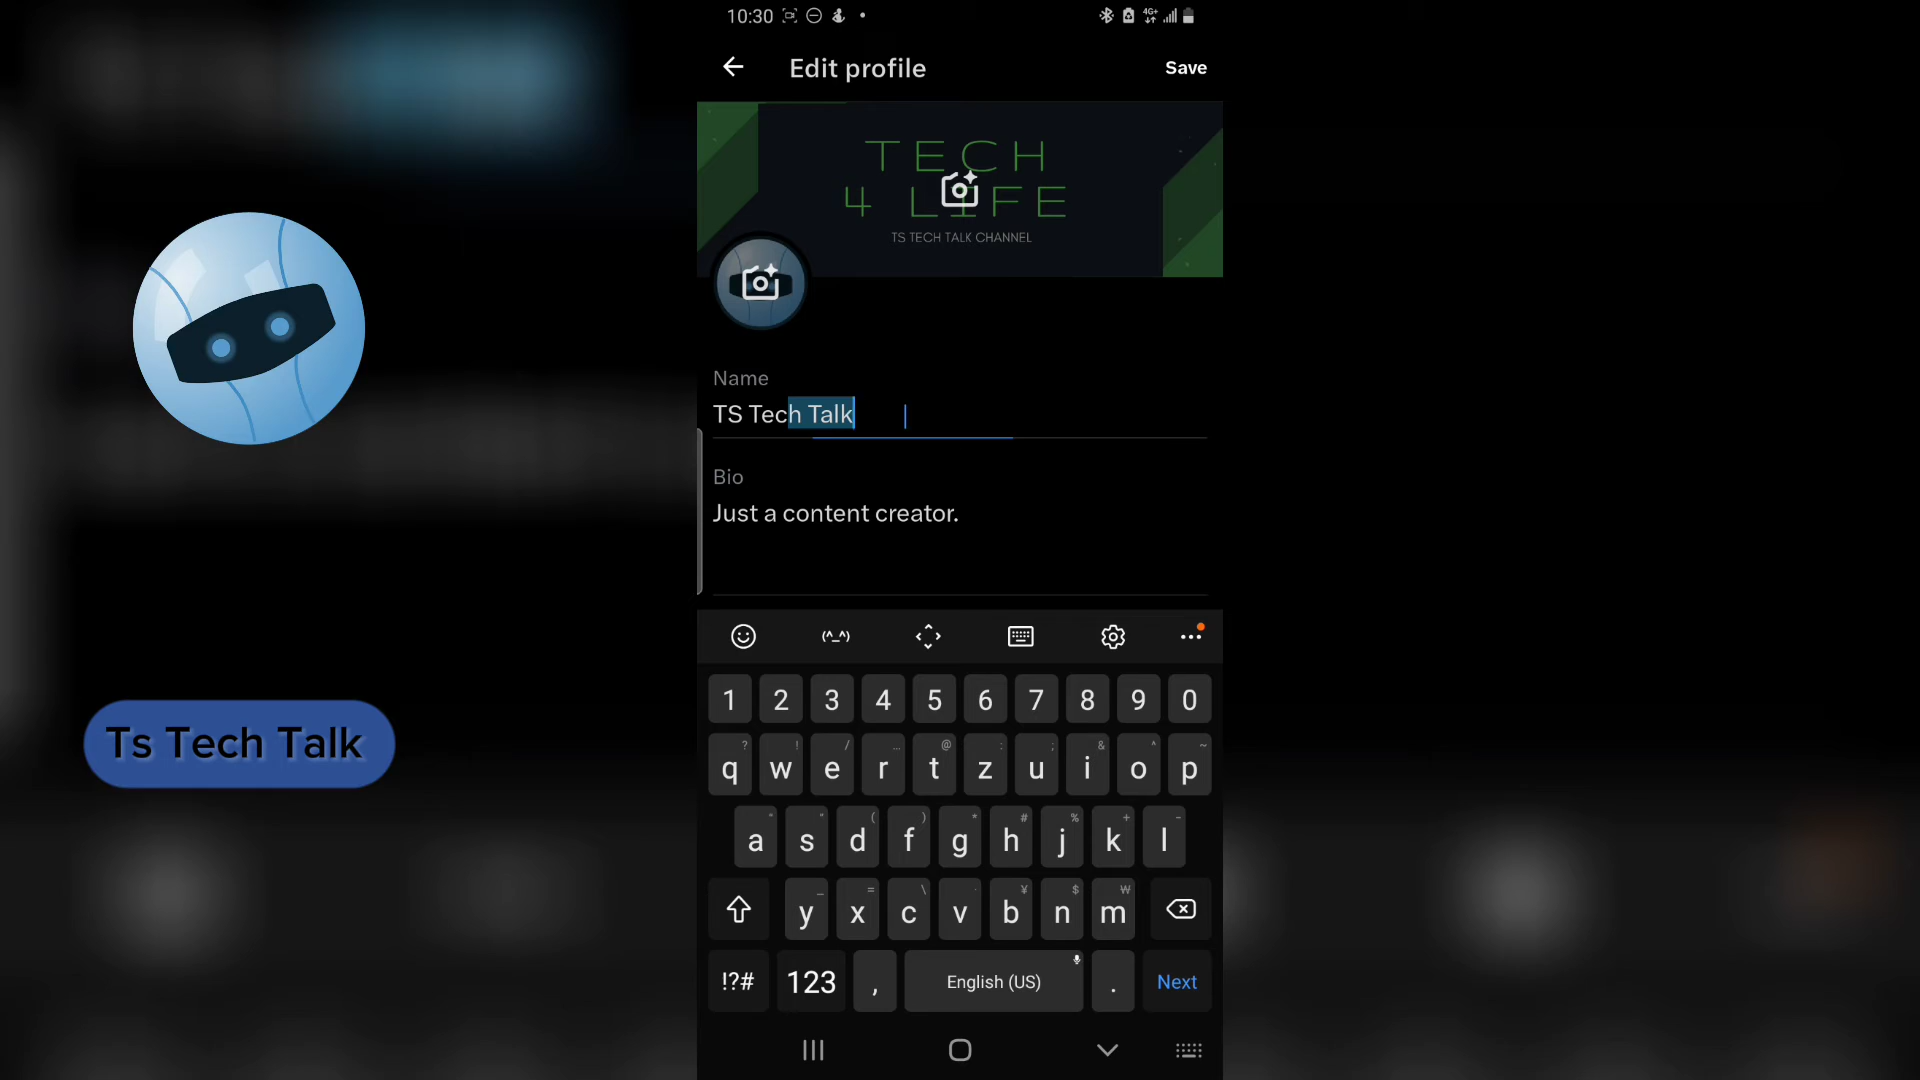 10:30
4G+
Edit profile
Save
TECH
4 LIFE
TS TECH TALK CHANNEL
Name
TS Tech Talk
Bio
Just a content creator.
Ts Tech Talk
(^_^)
1 2 3 4 5 6 7 8 9 0
? ! / ... @ : ; & ^ ~
q w e r t z u i o p
( ) * # % + -
a s d f g h j k l
_ = \ · ¥ $ ₩
y x c v b n m
!?# 123 , English (US) . Next